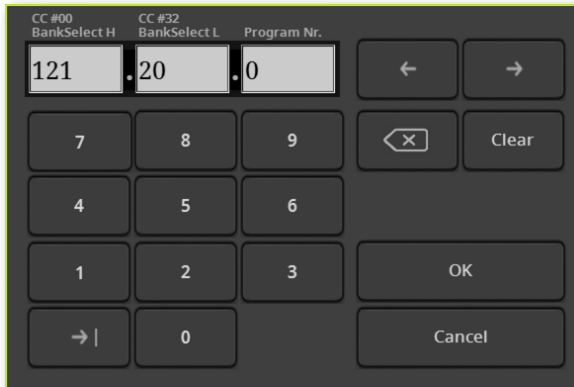 CC #00 CC #32
BankSelect H BankSelect L Program Nr.
121 . 20 . 0
7 8 9 Clear
4 5 6
1 2 3 OK
0 Cancel